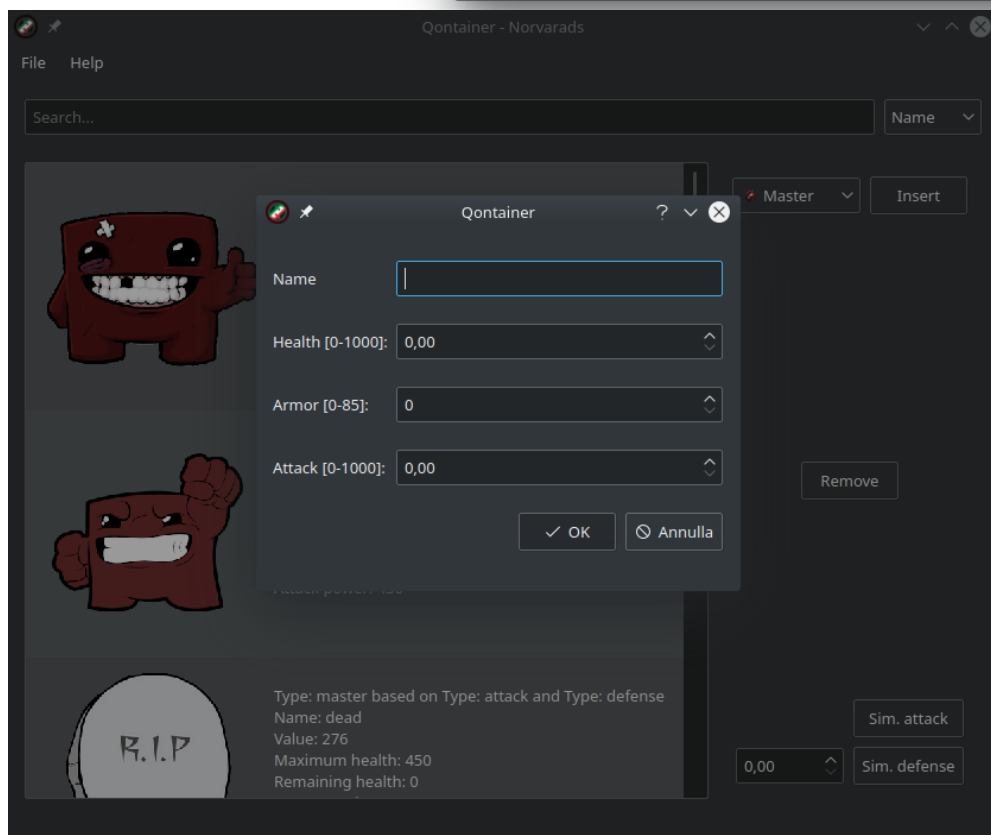 Qontainer - Norvarads
File Help
Search...
Name
Master
Insert
Qontainer
?
Name
Health [0-1000]:
0,00
Armor [0-85]:
0
Attack [0-1000]:
0,00
OK
Annulla
Remove
Type: master based on Type: attack and Type: defense
Name: dead
Value: 276
Maximum health: 450
Remaining health: 0
R.I.P
Sim. attack
0,00
Sim. defense